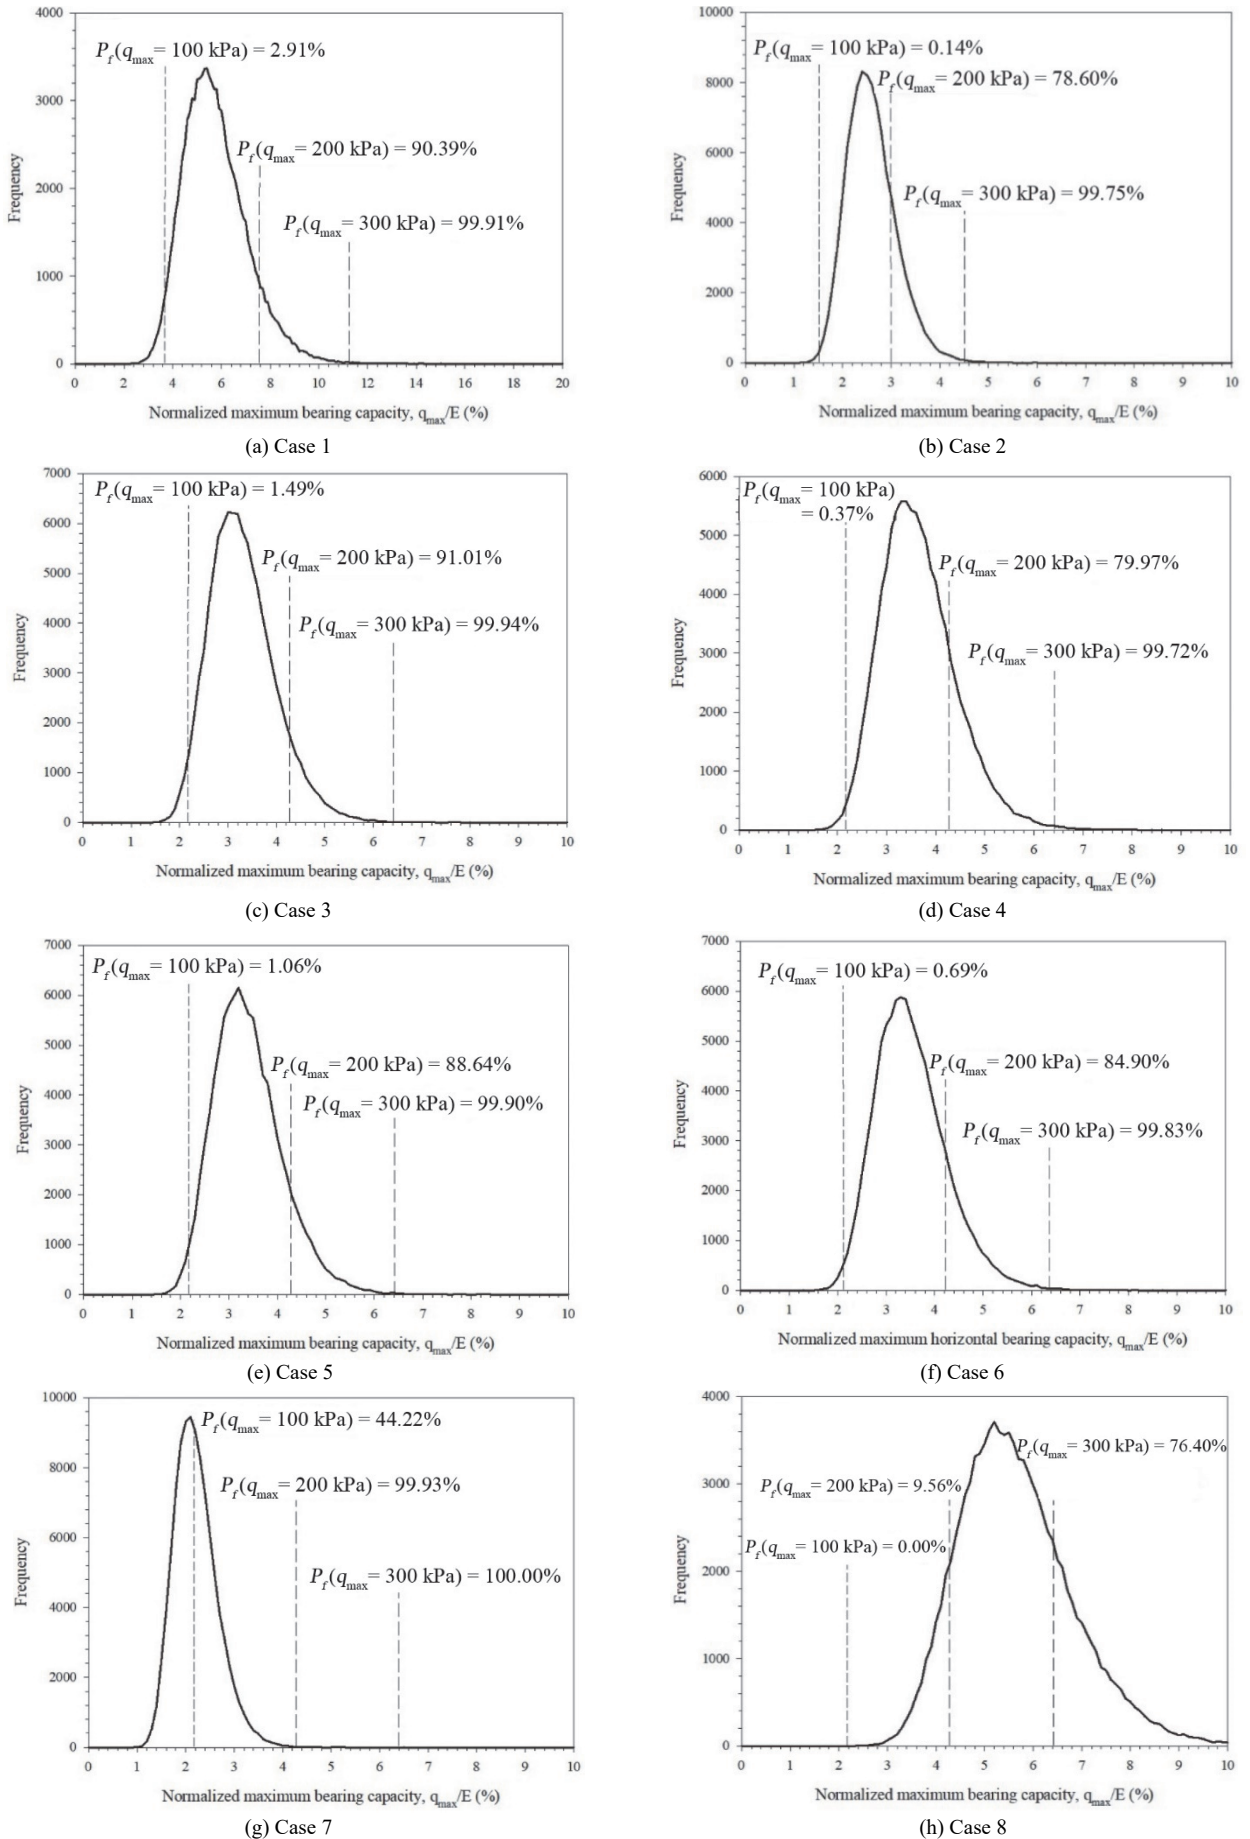 4000
3000
2000
1000
0
Frequency
P_f(q_max= 100 kPa) = 2.91%
P_f(q_max= 200 kPa) = 90.39%
P_f(q_max= 300 kPa) = 99.91%
0 2 4 6 8 10 12 14 16 18 20
Normalized maximum bearing capacity, q_max/E (%)
(a) Case 1
10000
8000
6000
4000
2000
0
Frequency
P_f(q_max= 100 kPa) = 0.14%
P_f(q_max= 200 kPa) = 78.60%
P_f(q_max= 300 kPa) = 99.75%
0 1 2 3 4 5 6 7 8 9 10
Normalized maximum bearing capacity, q_max/E (%)
(b) Case 2
7000
6000
5000
4000
3000
2000
1000
0
Frequency
P_f(q_max= 100 kPa) = 1.49%
P_f(q_max= 200 kPa) = 91.01%
P_f(q_max= 300 kPa) = 99.94%
0 1 2 3 4 5 6 7 8 9 10
Normalized maximum bearing capacity, q_max/E (%)
(c) Case 3
6000
5000
4000
3000
2000
1000
0
Frequency
P_f(q_max= 100 kPa)
= 0.37%
P_f(q_max= 200 kPa) = 79.97%
P_f(q_max= 300 kPa) = 99.72%
0 1 2 3 4 5 6 7 8 9 10
Normalized maximum bearing capacity, q_max/E (%)
(d) Case 4
7000
6000
5000
4000
3000
2000
1000
0
Frequency
P_f(q_max= 100 kPa) = 1.06%
P_f(q_max= 200 kPa) = 88.64%
P_f(q_max= 300 kPa) = 99.90%
0 1 2 3 4 5 6 7 8 9 10
Normalized maximum bearing capacity, q_max/E (%)
(e) Case 5
7000
6000
5000
4000
3000
2000
1000
0
Frequency
P_f(q_max= 100 kPa) = 0.69%
P_f(q_max= 200 kPa) = 84.90%
P_f(q_max= 300 kPa) = 99.83%
0 1 2 3 4 5 6 7 8 9 10
Normalized maximum horizontal bearing capacity, q_max/E (%)
(f) Case 6
10000
8000
6000
4000
2000
0
Frequency
P_f(q_max= 100 kPa) = 44.22%
P_f(q_max= 200 kPa) = 99.93%
P_f(q_max= 300 kPa) = 100.00%
0 1 2 3 4 5 6 7 8 9 10
Normalized maximum bearing capacity, q_max/E (%)
(g) Case 7
4000
3000
2000
1000
0
Frequency
P_f(q_max= 300 kPa) = 76.40%
P_f(q_max= 200 kPa) = 9.56%
P_f(q_max= 100 kPa) = 0.00%
0 1 2 3 4 5 6 7 8 9 10
Normalized maximum bearing capacity, q_max/E (%)
(h) Case 8